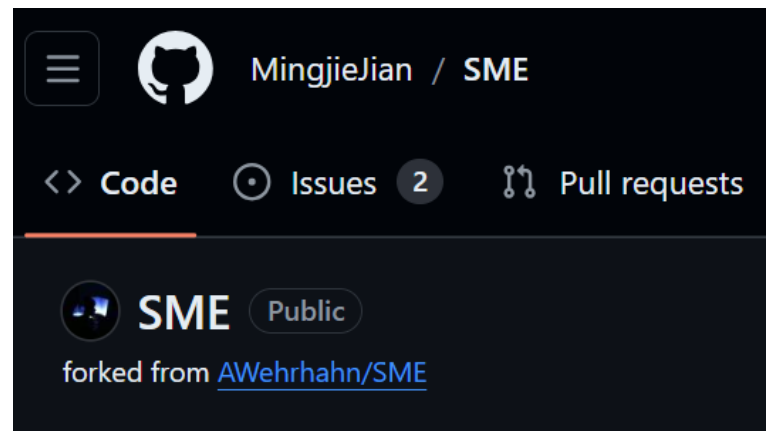 MingjieJian / SME
<> Code Issues 2 Pull requests
SME Public
forked from AWehrhahn/SME